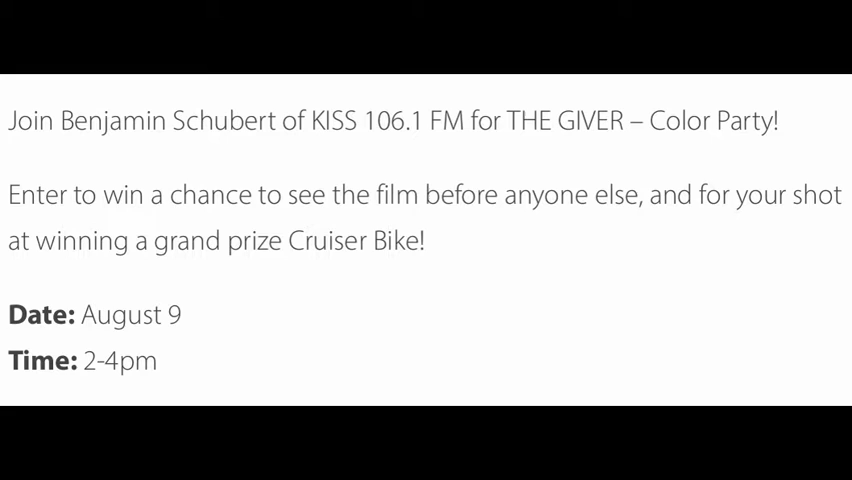 Join Benjamin Schubert of KISS 106.1 FM for THE GIVER – Color Party!
Enter to win a chance to see the film before anyone else, and for your shot
at winning a grand prize Cruiser Bike!
Date: August 9
Time: 2-4pm